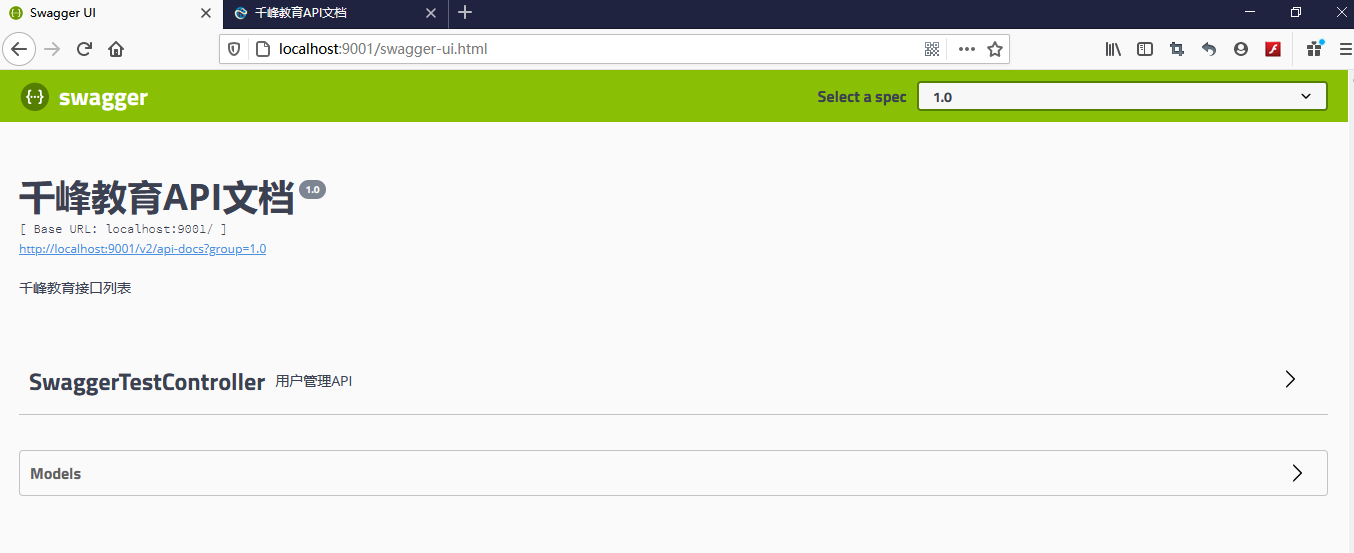 Swagger UI
千峰教育API文档
localhost:9001/swagger-ui.html
swagger
Select a spec
1.0
千峰教育API文档 1.0
[ Base URL: localhost:9001/ ]
http://localhost:9001/v2/api-docs?group=1.0
千峰教育接口列表
SwaggerTestController 用户管理API
Models